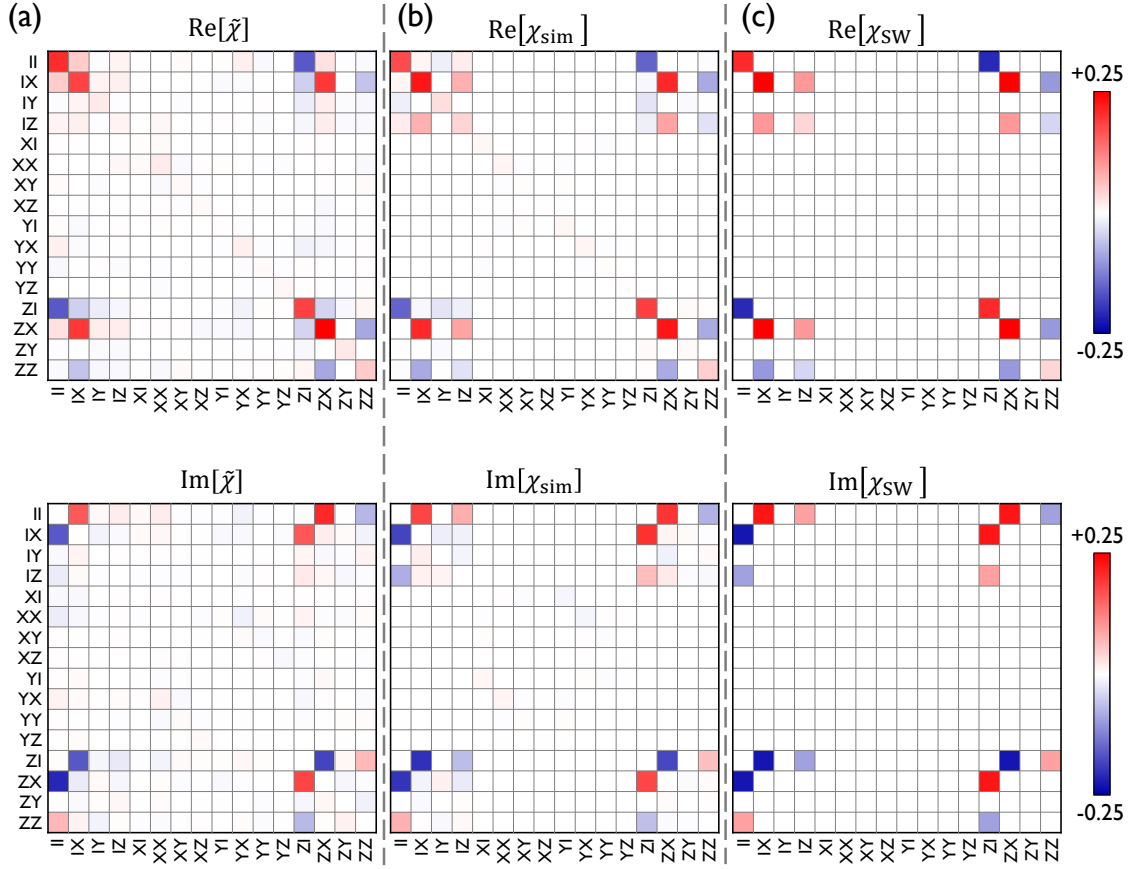 (a) Re[χ̃] (b) Re[χsim] (c) Re[χSW]
II
IX
IY
IZ
XI
XX
XY
XZ
YI
YX
YY
YZ
ZI
ZX
ZY
ZZ
+0.25
-0.25
II IX IY IZ XI XX XY XZ YI YX YY YZ ZI ZX ZY ZZ
II IX IY IZ XI XX XY XZ YI YX YY YZ ZI ZX ZY ZZ
II IX IY IZ XI XX XY XZ YI YX YY YZ ZI ZX ZY ZZ
Im[χ̃] Im[χsim] Im[χSW]
II
IX
IY
IZ
XI
XX
XY
XZ
YI
YX
YY
YZ
ZI
ZX
ZY
ZZ
+0.25
-0.25
II IX IY IZ XI XX XY XZ YI YX YY YZ ZI ZX ZY ZZ
II IX IY IZ XI XX XY XZ YI YX YY YZ ZI ZX ZY ZZ
II IX IY IZ XI XX XY XZ YI YX YY YZ ZI ZX ZY ZZ